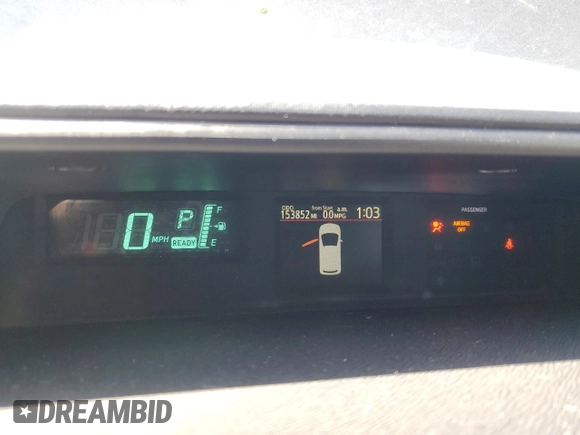 0 MPH
P
READY
F
E
ODO from Start a.m.
153852 MI 0.0 MPG 1:03
PASSENGER
AIRBAG
OFF
DREAMBID